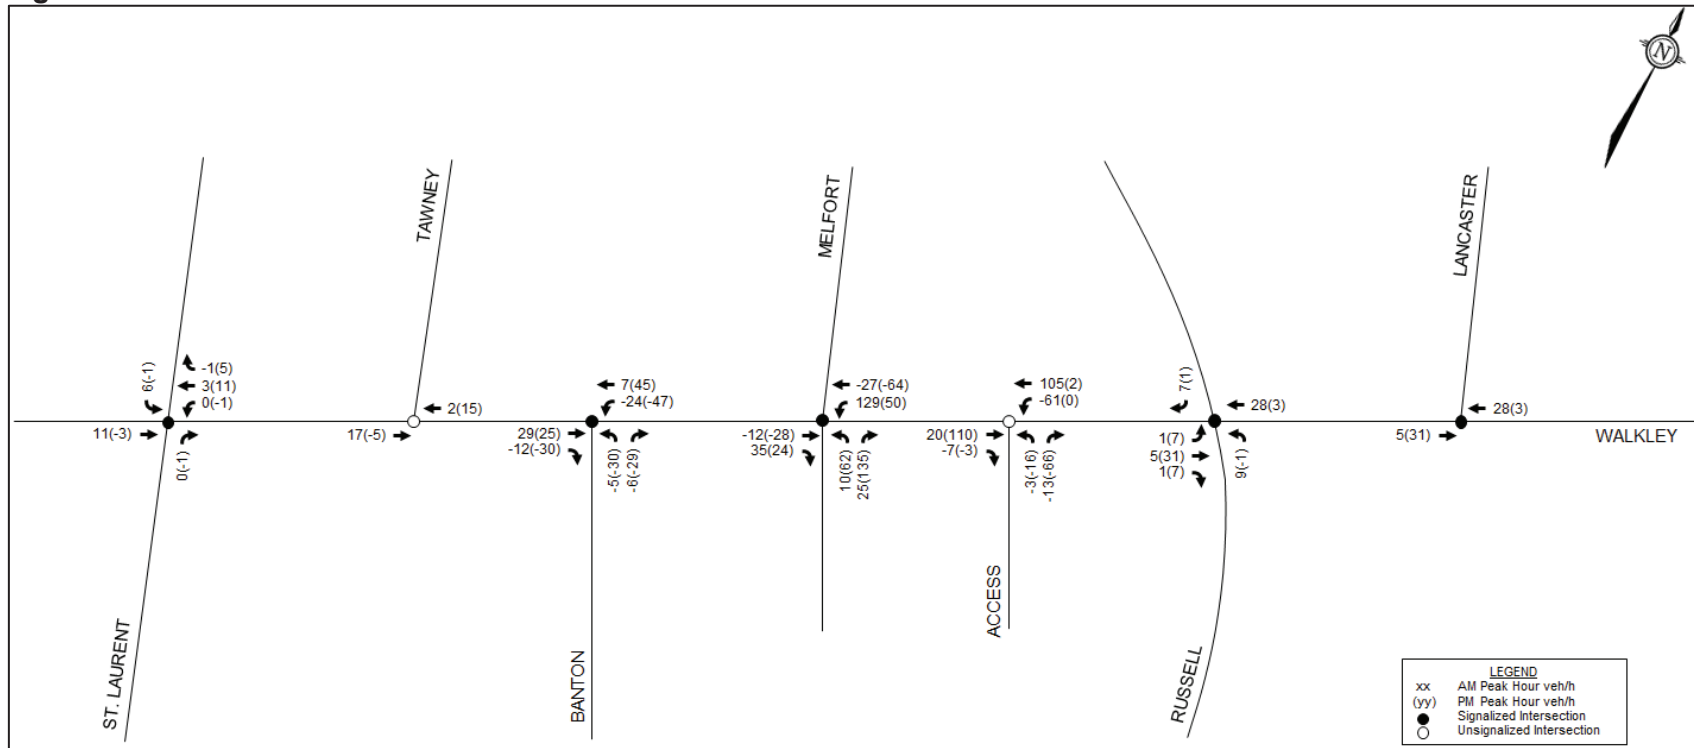 N
TAWNEY
MELFORT
LANCASTER
6(-1)
-1(5)
3(11)
0(-1)
11(-3)
0(-1)
2(15)
17(-5)
7(45)
-24(-47)
29(25)
-12(-30)
-5(-30)
-6(-29)
-27(-64)
129(50)
-12(-28)
35(24)
10(62)
25(135)
105(2)
-61(0)
20(110)
-7(-3)
-3(-16)
-13(-66)
7(1)
28(3)
1(7)
5(31)
1(7)
9(-1)
28(3)
5(31)
WALKLEY
ST. LAURENT
BANTON
ACCESS
RUSSELL
LEGEND
xx AM Peak Hour veh/h
(yy) PM Peak Hour veh/h
Signalized Intersection
Unsignalized Intersection